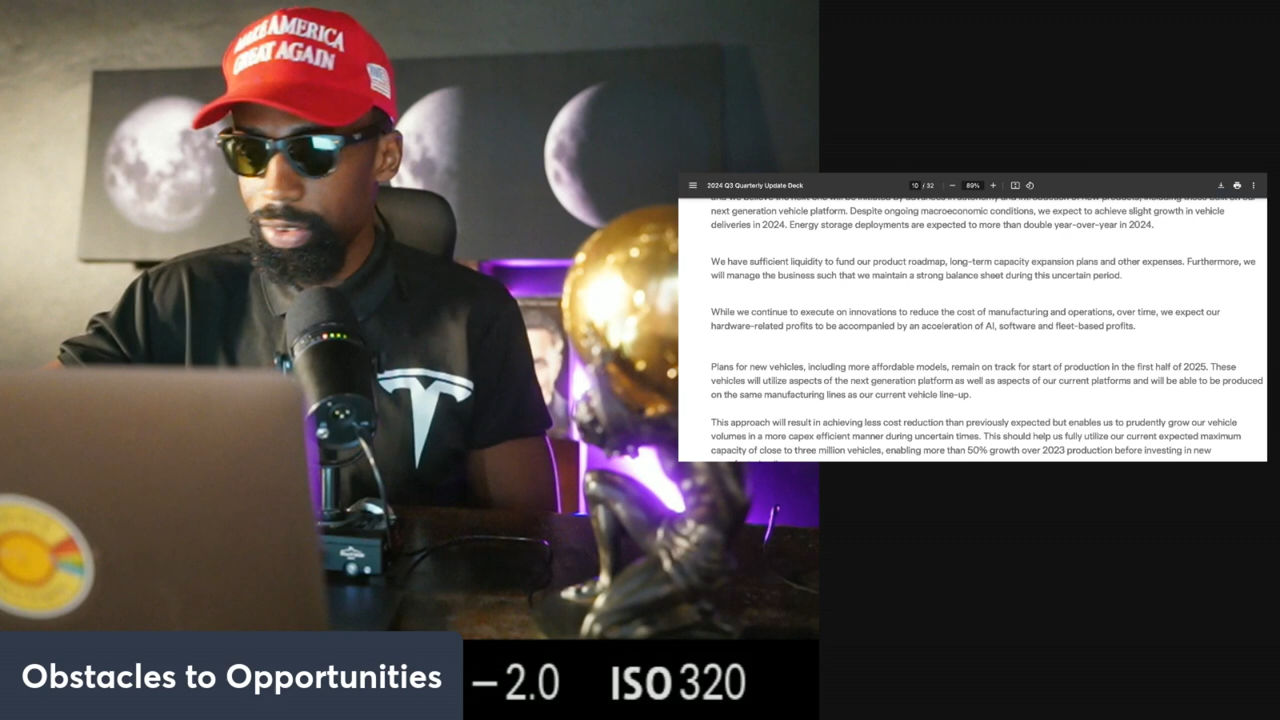 MAKE AMERICA
GREAT AGAIN
2024 Q3 Quarterly Update Deck
10 / 32
89%
next generation vehicle platform. Despite ongoing macroeconomic conditions, we expect to achieve slight growth in vehicle
deliveries in 2024. Energy storage deployments are expected to more than double year-over-year in 2024.
We have sufficient liquidity to fund our product roadmap, long-term capacity expansion plans and other expenses. Furthermore, we
will manage the business such that we maintain a strong balance sheet during this uncertain period.
While we continue to execute on innovations to reduce the cost of manufacturing and operations, over time, we expect our
hardware-related profits to be accompanied by an acceleration of AI, software and fleet-based profits.
Plans for new vehicles, including more affordable models, remain on track for start of production in the first half of 2025. These
vehicles will utilize aspects of the next generation platform as well as aspects of our current platforms and will be able to be produced
on the same manufacturing lines as our current vehicle line-up.
This approach will result in achieving less cost reduction than previously expected but enables us to prudently grow our vehicle
volumes in a more capex efficient manner during uncertain times. This should help us fully utilize our current expected maximum
capacity of close to three million vehicles, enabling more than 50% growth over 2023 production before investing in new
Obstacles to Opportunities
– 2.0 ISO 320